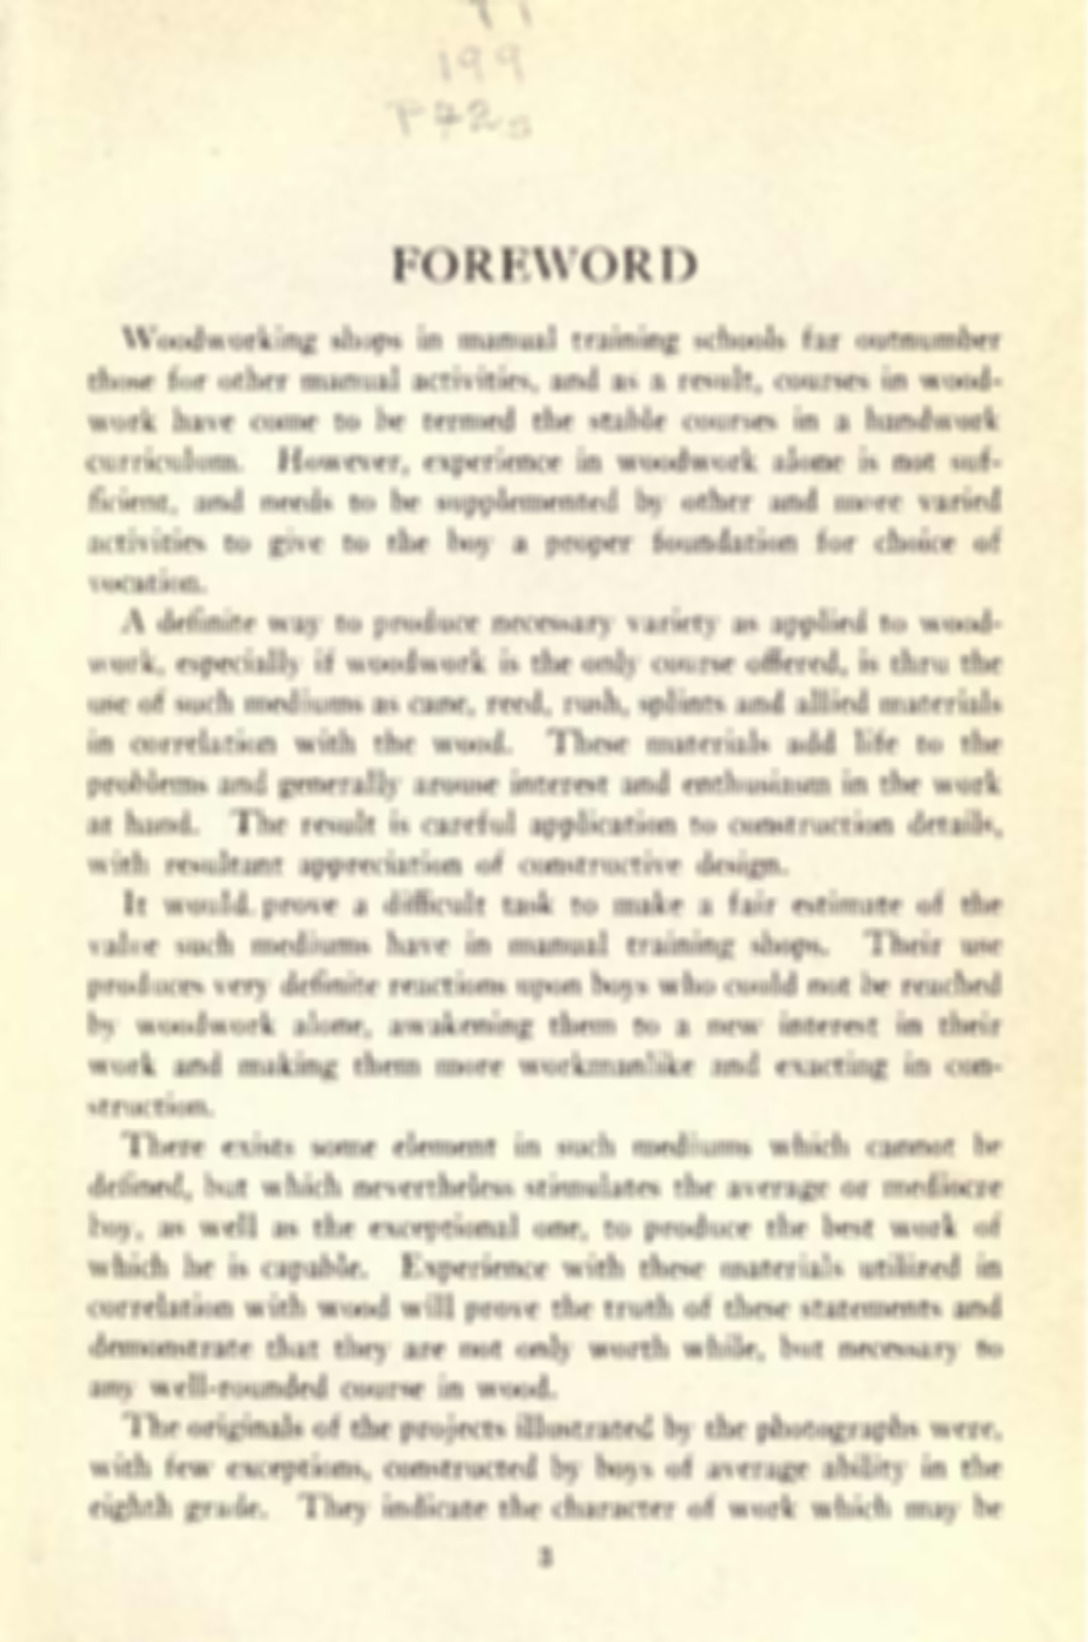 199
FOREWORD
Woodworking shops in manual training schools far outnumber
those for other manual activities, and as a result, courses in wood-
work have come to be termed the stable courses in a handwork
curriculum. However, experience in woodwork alone is not suf-
ficient, and needs to be supplemented by other and more varied
activities to give to the boy a proper foundation for choice of
vocation.
A definite way to produce necessary variety as applied to wood-
work, especially if woodwork is the only course offered, is thru the
use of such mediums as cane, reed, rush, splints and allied materials
in correlation with the wood. These materials add life to the
problems and generally arouse interest and enthusiasm in the work
at hand. The result is careful application to construction details,
with resultant appreciation of constructive design.
It would prove a difficult task to make a fair estimate of the
value such mediums have in manual training shops. Their use
produces very definite reactions upon boys who could not be reached
by woodwork alone, awakening them to a new interest in their
work and making them more workmanlike and exacting in con-
struction.
There exists some element in such mediums which cannot be
defined, but which nevertheless stimulates the average or mediocre
boy, as well as the exceptional one, to produce the best work of
which he is capable. Experience with these materials utilized in
correlation with wood will prove the truth of these statements and
demonstrate that they are not only worth while, but necessary to
any well-rounded course in wood.
The originals of the projects illustrated by the photographs were,
with few exceptions, constructed by boys of average ability in the
eighth grade. They indicate the character of work which may be
3